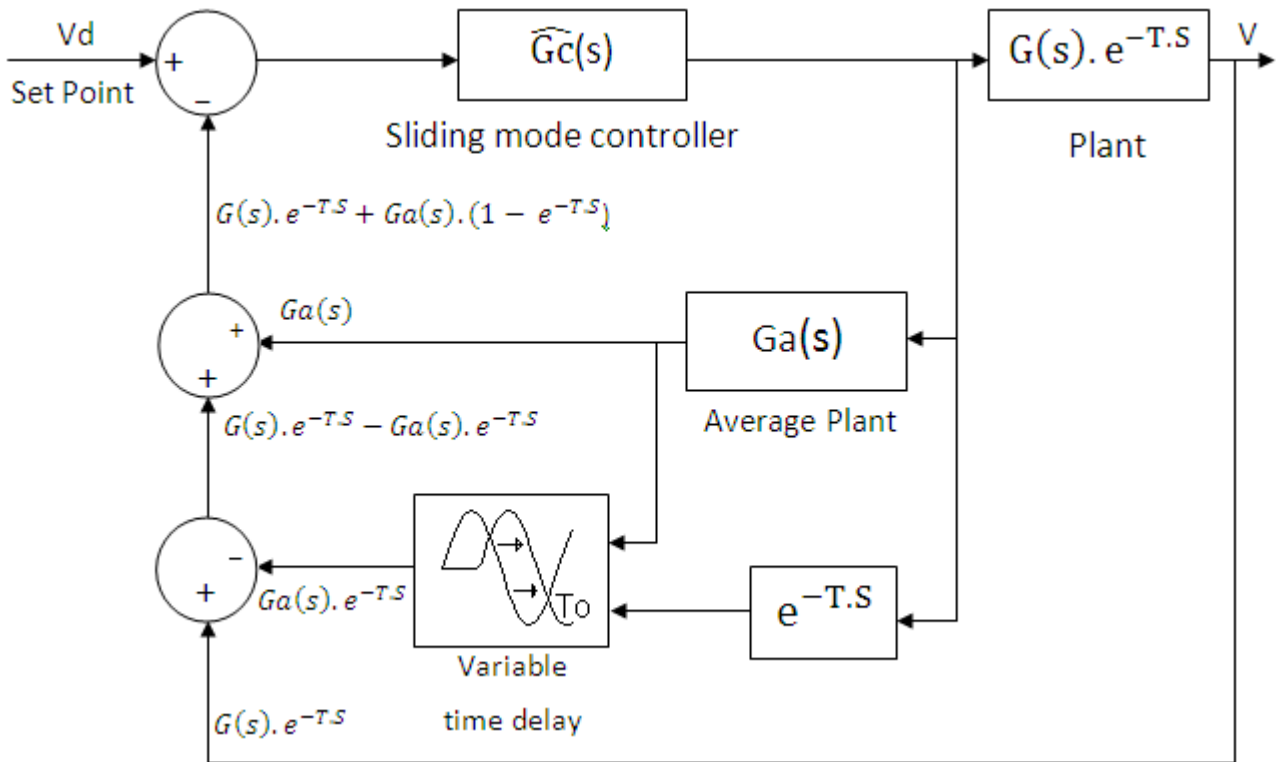 Vd
Set Point
+
−
G͡c(s)
Sliding mode controller
G(s). e^{−T.S}
Plant
V
G(s). e^{−T.S} + Ga(s). (1 − e^{−T.S})
Ga(s)
+
+
Ga(s)
Average Plant
G(s). e^{−T.S} − Ga(s). e^{−T.S}
−
+
Ga(s). e^{−T.S}
To
Variable
time delay
e^{−T.S}
G(s). e^{−T.S}